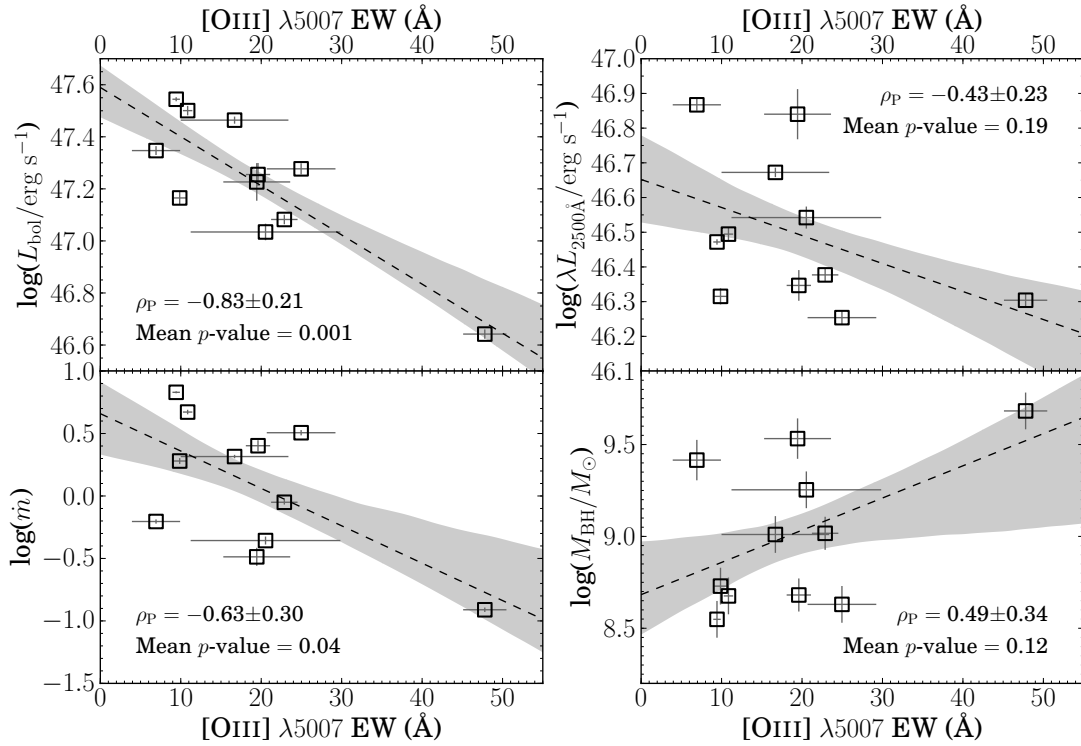 [OIII] λ5007 EW (Å) [OIII] λ5007 EW (Å)
0 10 20 30 40 50 0 10 20 30 40 50
47.6
47.4
47.2
47.0
46.8
46.6
log(L_bol/erg s⁻¹)
ρ_P = −0.83±0.21
Mean p-value = 0.001
47.0
46.9
46.8
46.7
46.6
46.5
46.4
46.3
46.2
46.1
log(λL_2500Å/erg s⁻¹)
ρ_P = −0.43±0.23
Mean p-value = 0.19
1.0
0.5
0.0
−0.5
−1.0
−1.5
log(ṁ)
ρ_P = −0.63±0.30
Mean p-value = 0.04
9.5
9.0
8.5
log(M_BH/M_⊙)
ρ_P = 0.49±0.34
Mean p-value = 0.12
0 10 20 30 40 50 0 10 20 30 40 50
[OIII] λ5007 EW (Å) [OIII] λ5007 EW (Å)